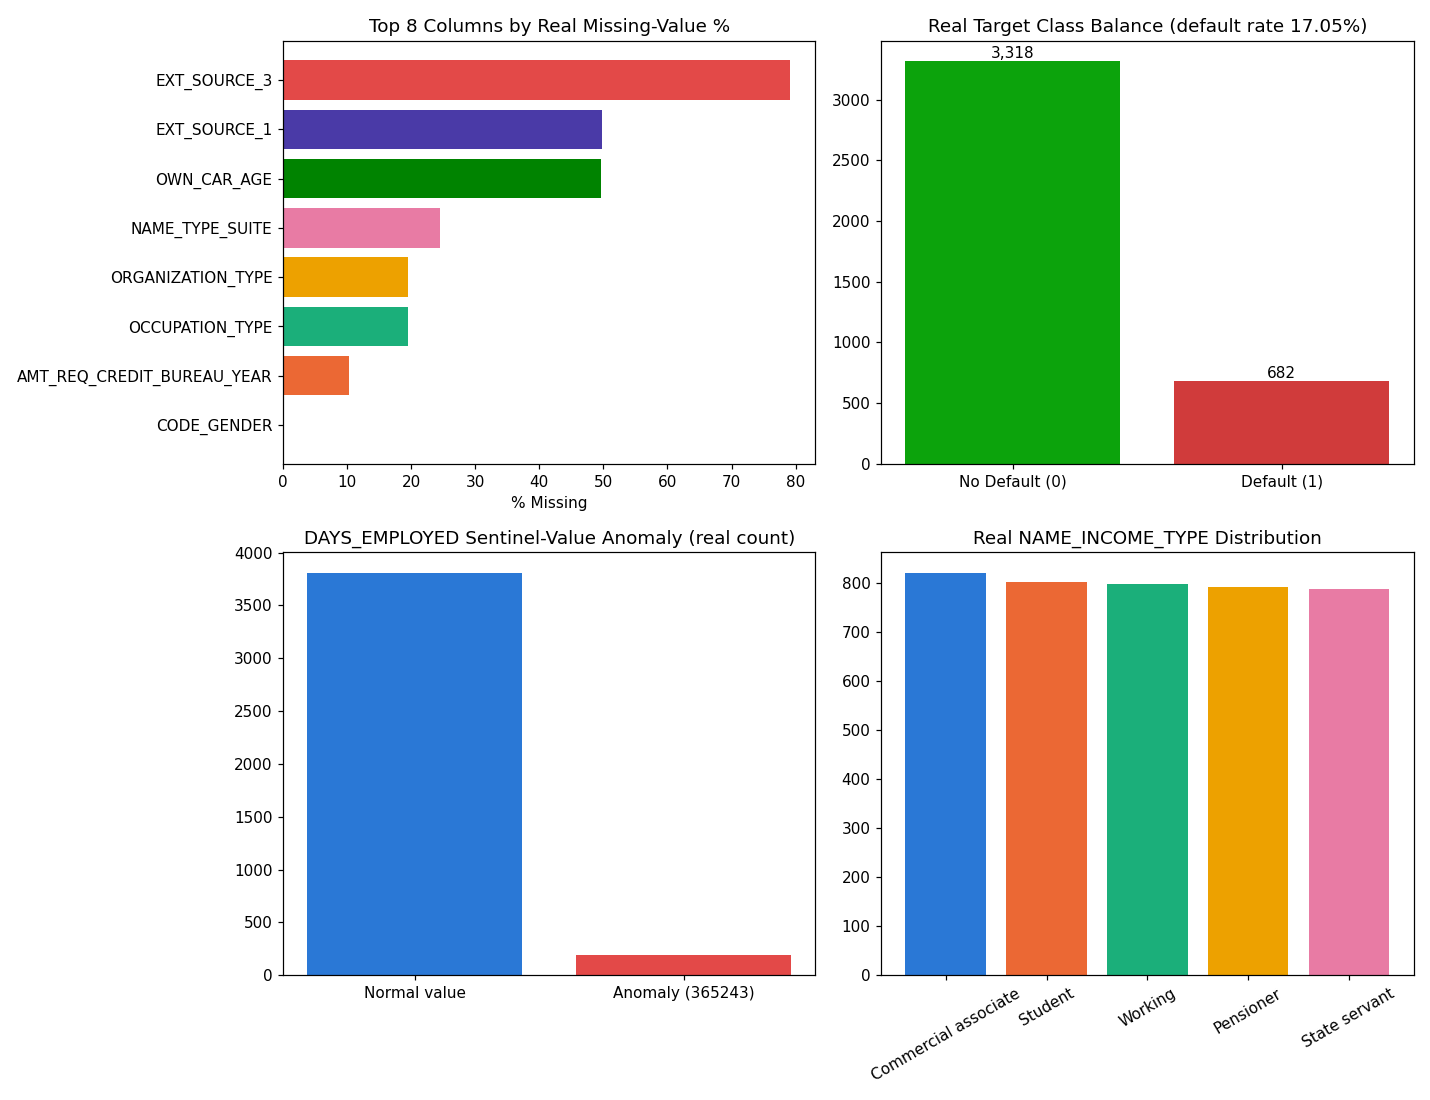 Top 8 Columns by Real Missing-Value %
EXT_SOURCE_3
EXT_SOURCE_1
OWN_CAR_AGE
NAME_TYPE_SUITE
ORGANIZATION_TYPE
OCCUPATION_TYPE
AMT_REQ_CREDIT_BUREAU_YEAR
CODE_GENDER
0 10 20 30 40 50 60 70 80
% Missing
Real Target Class Balance (default rate 17.05%)
3,318
682
3000
2500
2000
1500
1000
500
0
No Default (0) Default (1)
DAYS_EMPLOYED Sentinel-Value Anomaly (real count)
4000
3500
3000
2500
2000
1500
1000
500
0
Normal value Anomaly (365243)
Real NAME_INCOME_TYPE Distribution
800
700
600
500
400
300
200
100
0
Commercial associate
Student
Working
Pensioner
State servant